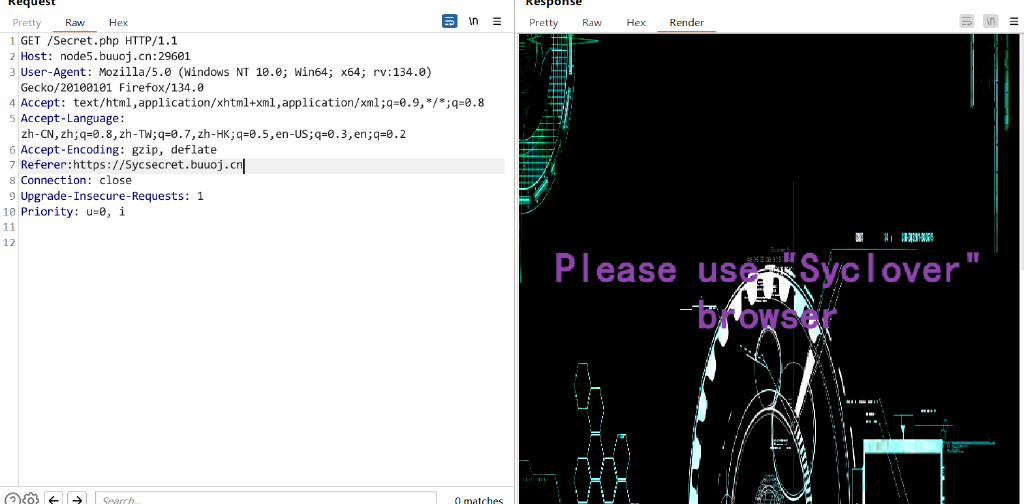 Request
Response
Pretty Raw Hex
\n
Pretty Raw Hex Render
\n
1 GET /Secret.php HTTP/1.1
2 Host: node5.buuoj.cn:29601
3 User-Agent: Mozilla/5.0 (Windows NT 10.0; Win64; x64; rv:134.0)
Gecko/20100101 Firefox/134.0
4 Accept: text/html,application/xhtml+xml,application/xml;q=0.9,*/*;q=0.8
5 Accept-Language:
zh-CN,zh;q=0.8,zh-TW;q=0.7,zh-HK;q=0.5,en-US;q=0.3,en;q=0.2
6 Accept-Encoding: gzip, deflate
7 Referer:https://Sycsecret.buuoj.cn
8 Connection: close
9 Upgrade-Insecure-Requests: 1
10 Priority: u=0, i
11
12
Please use "Syclover"
browser
Search...
0 matches